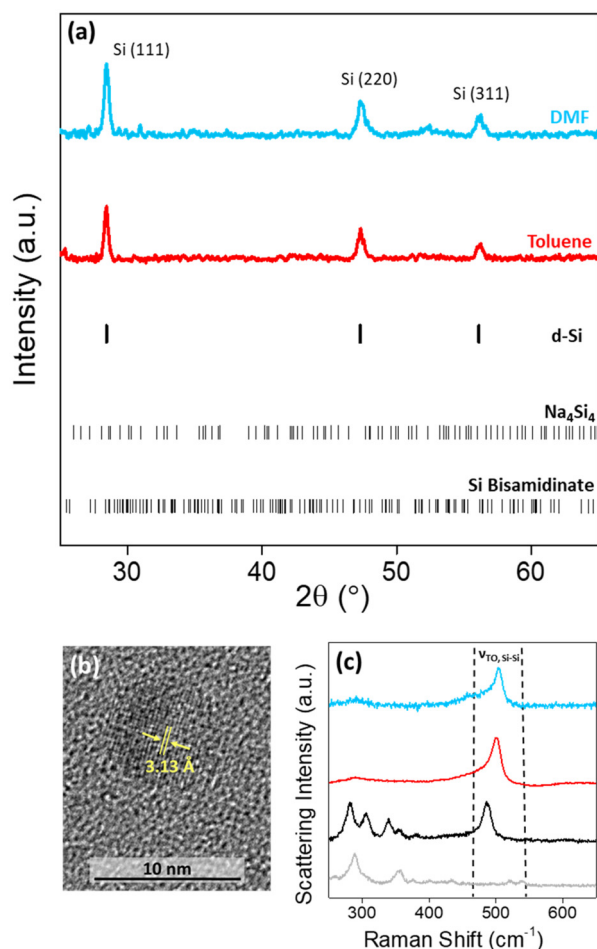 (a)
Si (111)
Si (220)
Si (311)
DMF
Toluene
d-Si
Na₄Si₄
Si Bisamidinate
Intensity (a.u.)
30 40 50 60
2θ (°)
(b)
3.13 Å
10 nm
(c)
νTO, Si-Si
Scattering Intensity (a.u.)
300 400 500 600
Raman Shift (cm⁻¹)